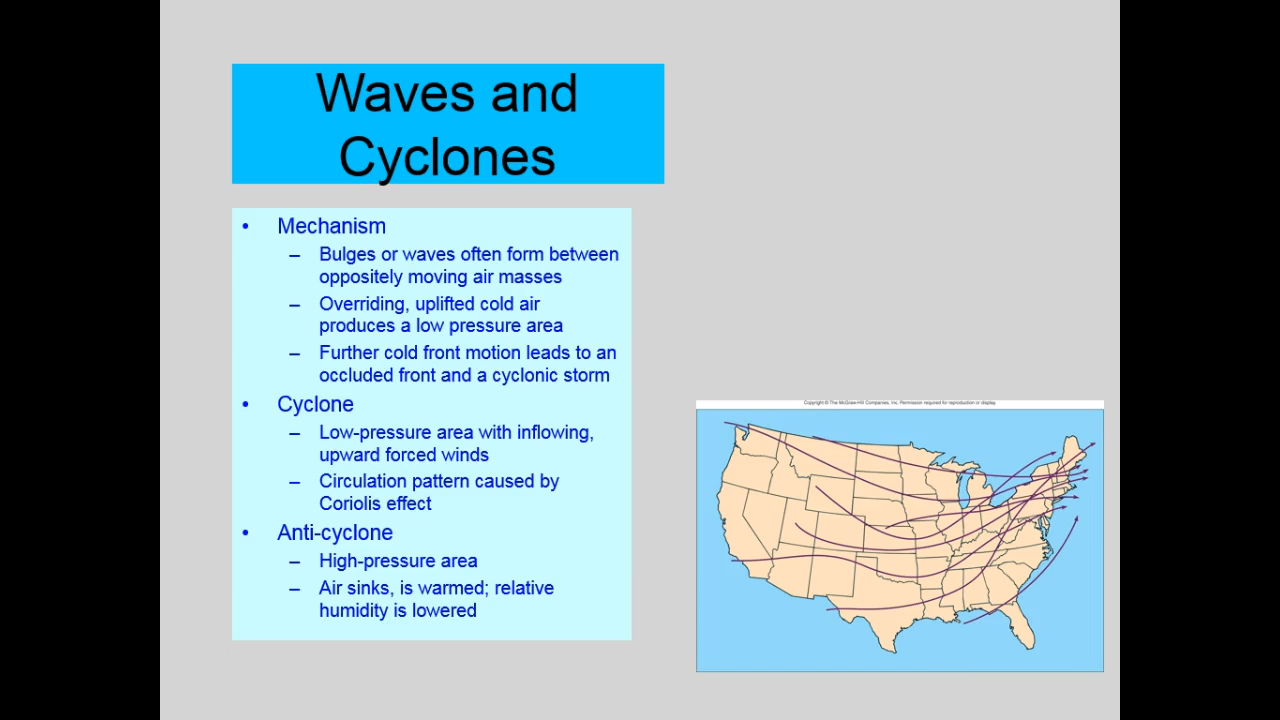 Waves and
Cyclones
• Mechanism
– Bulges or waves often form between
oppositely moving air masses
– Overriding, uplifted cold air
produces a low pressure area
– Further cold front motion leads to an
occluded front and a cyclonic storm
• Cyclone
– Low-pressure area with inflowing,
upward forced winds
– Circulation pattern caused by
Coriolis effect
• Anti-cyclone
– High-pressure area
– Air sinks, is warmed; relative
humidity is lowered
Copyright © The McGraw-Hill Companies, Inc. Permission required for reproduction or display.